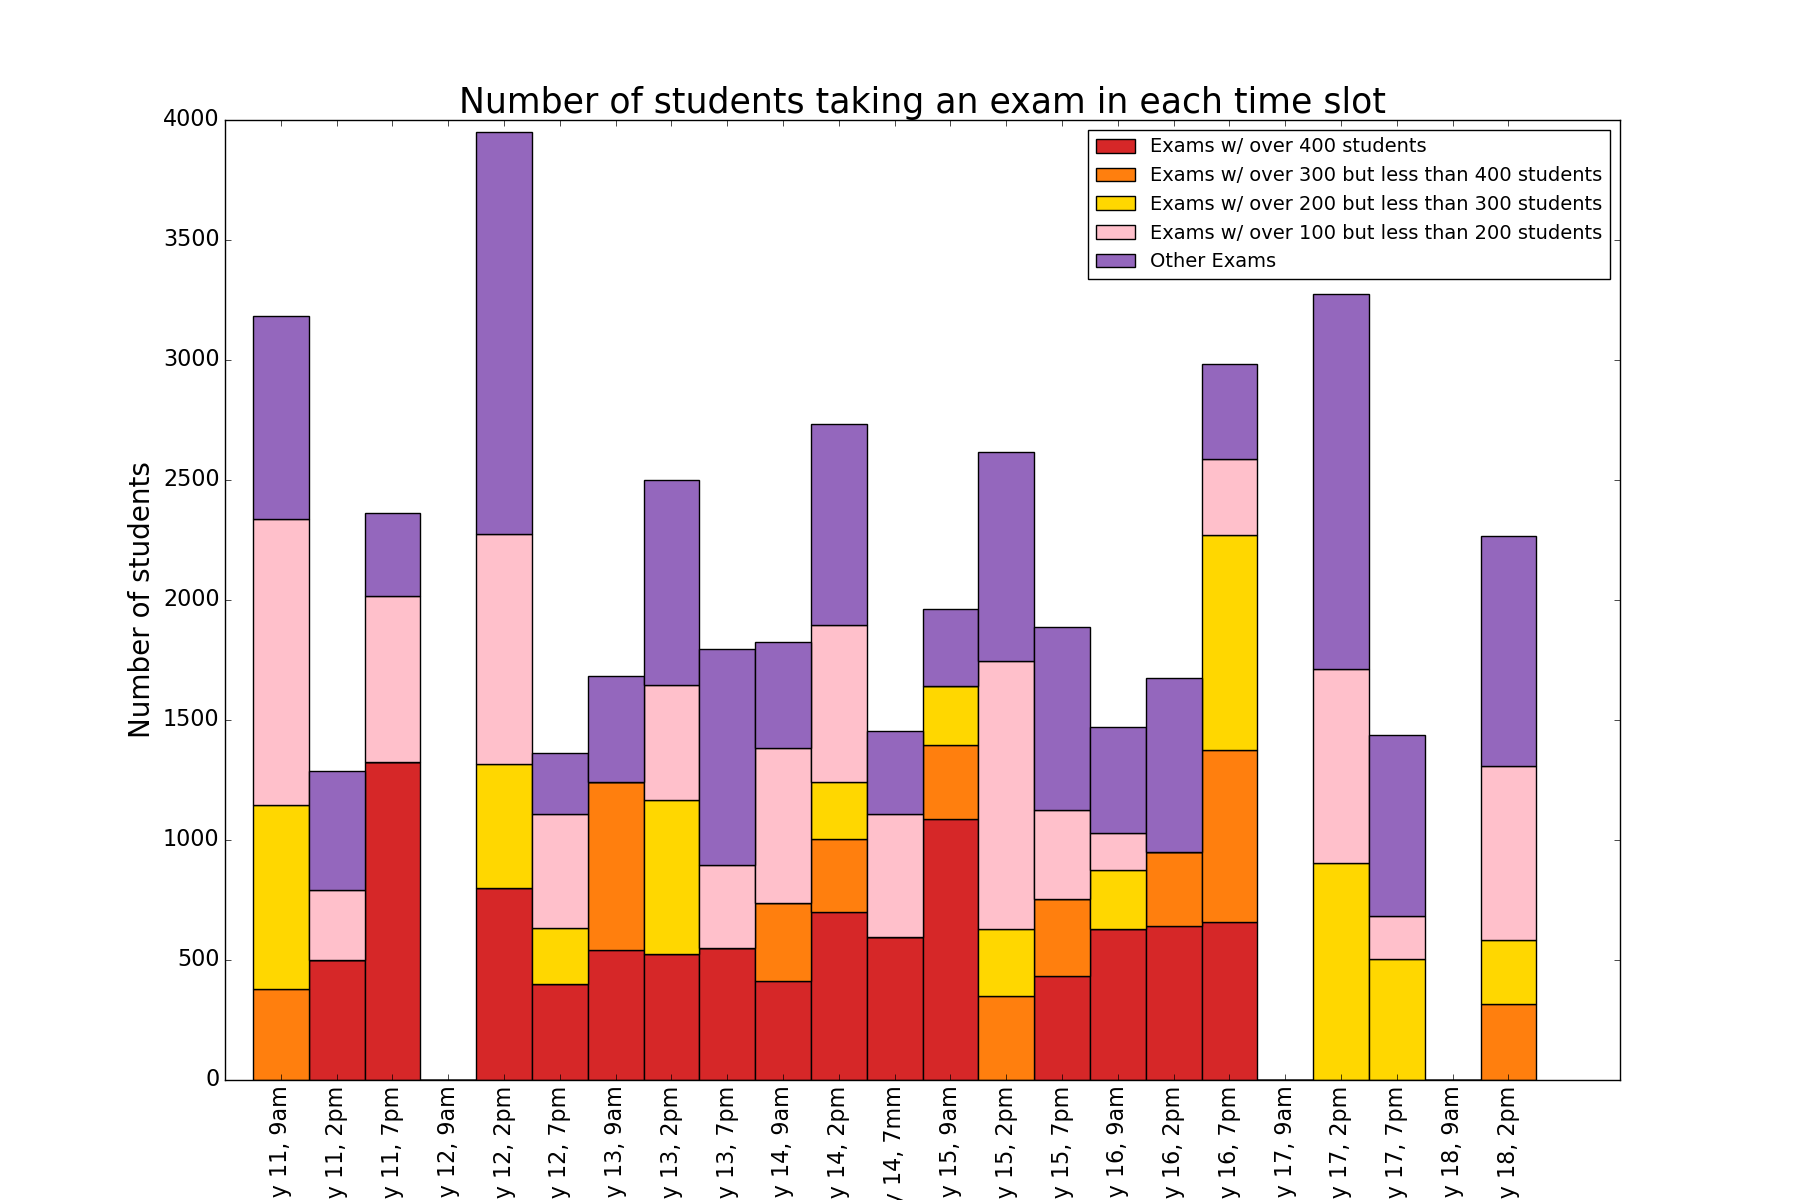 Number of students taking an exam in each time slot
Exams w/ over 400 students
Exams w/ over 300 but less than 400 students
Exams w/ over 200 but less than 300 students
Exams w/ over 100 but less than 200 students
Other Exams
Number of students
4000
3500
3000
2500
2000
1500
1000
500
0
y 11, 9am
y 11, 2pm
y 11, 7pm
y 12, 9am
y 12, 2pm
y 12, 7pm
y 13, 9am
y 13, 2pm
y 13, 7pm
y 14, 9am
y 14, 2pm
y 14, 7mm
y 15, 9am
y 15, 2pm
y 15, 7pm
y 16, 9am
y 16, 2pm
y 16, 7pm
y 17, 9am
y 17, 2pm
y 17, 7pm
y 18, 9am
y 18, 2pm